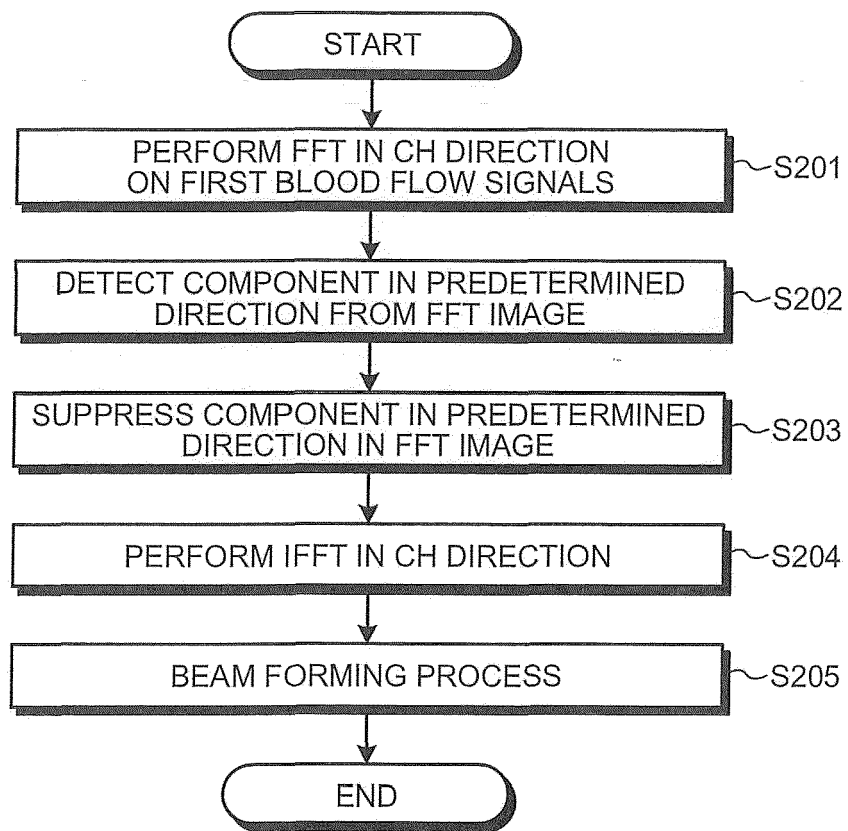 START
PERFORM FFT IN CH DIRECTION
ON FIRST BLOOD FLOW SIGNALS
S201
DETECT COMPONENT IN PREDETERMINED
DIRECTION FROM FFT IMAGE
S202
SUPPRESS COMPONENT IN PREDETERMINED
DIRECTION IN FFT IMAGE
S203
PERFORM IFFT IN CH DIRECTION
S204
BEAM FORMING PROCESS
S205
END